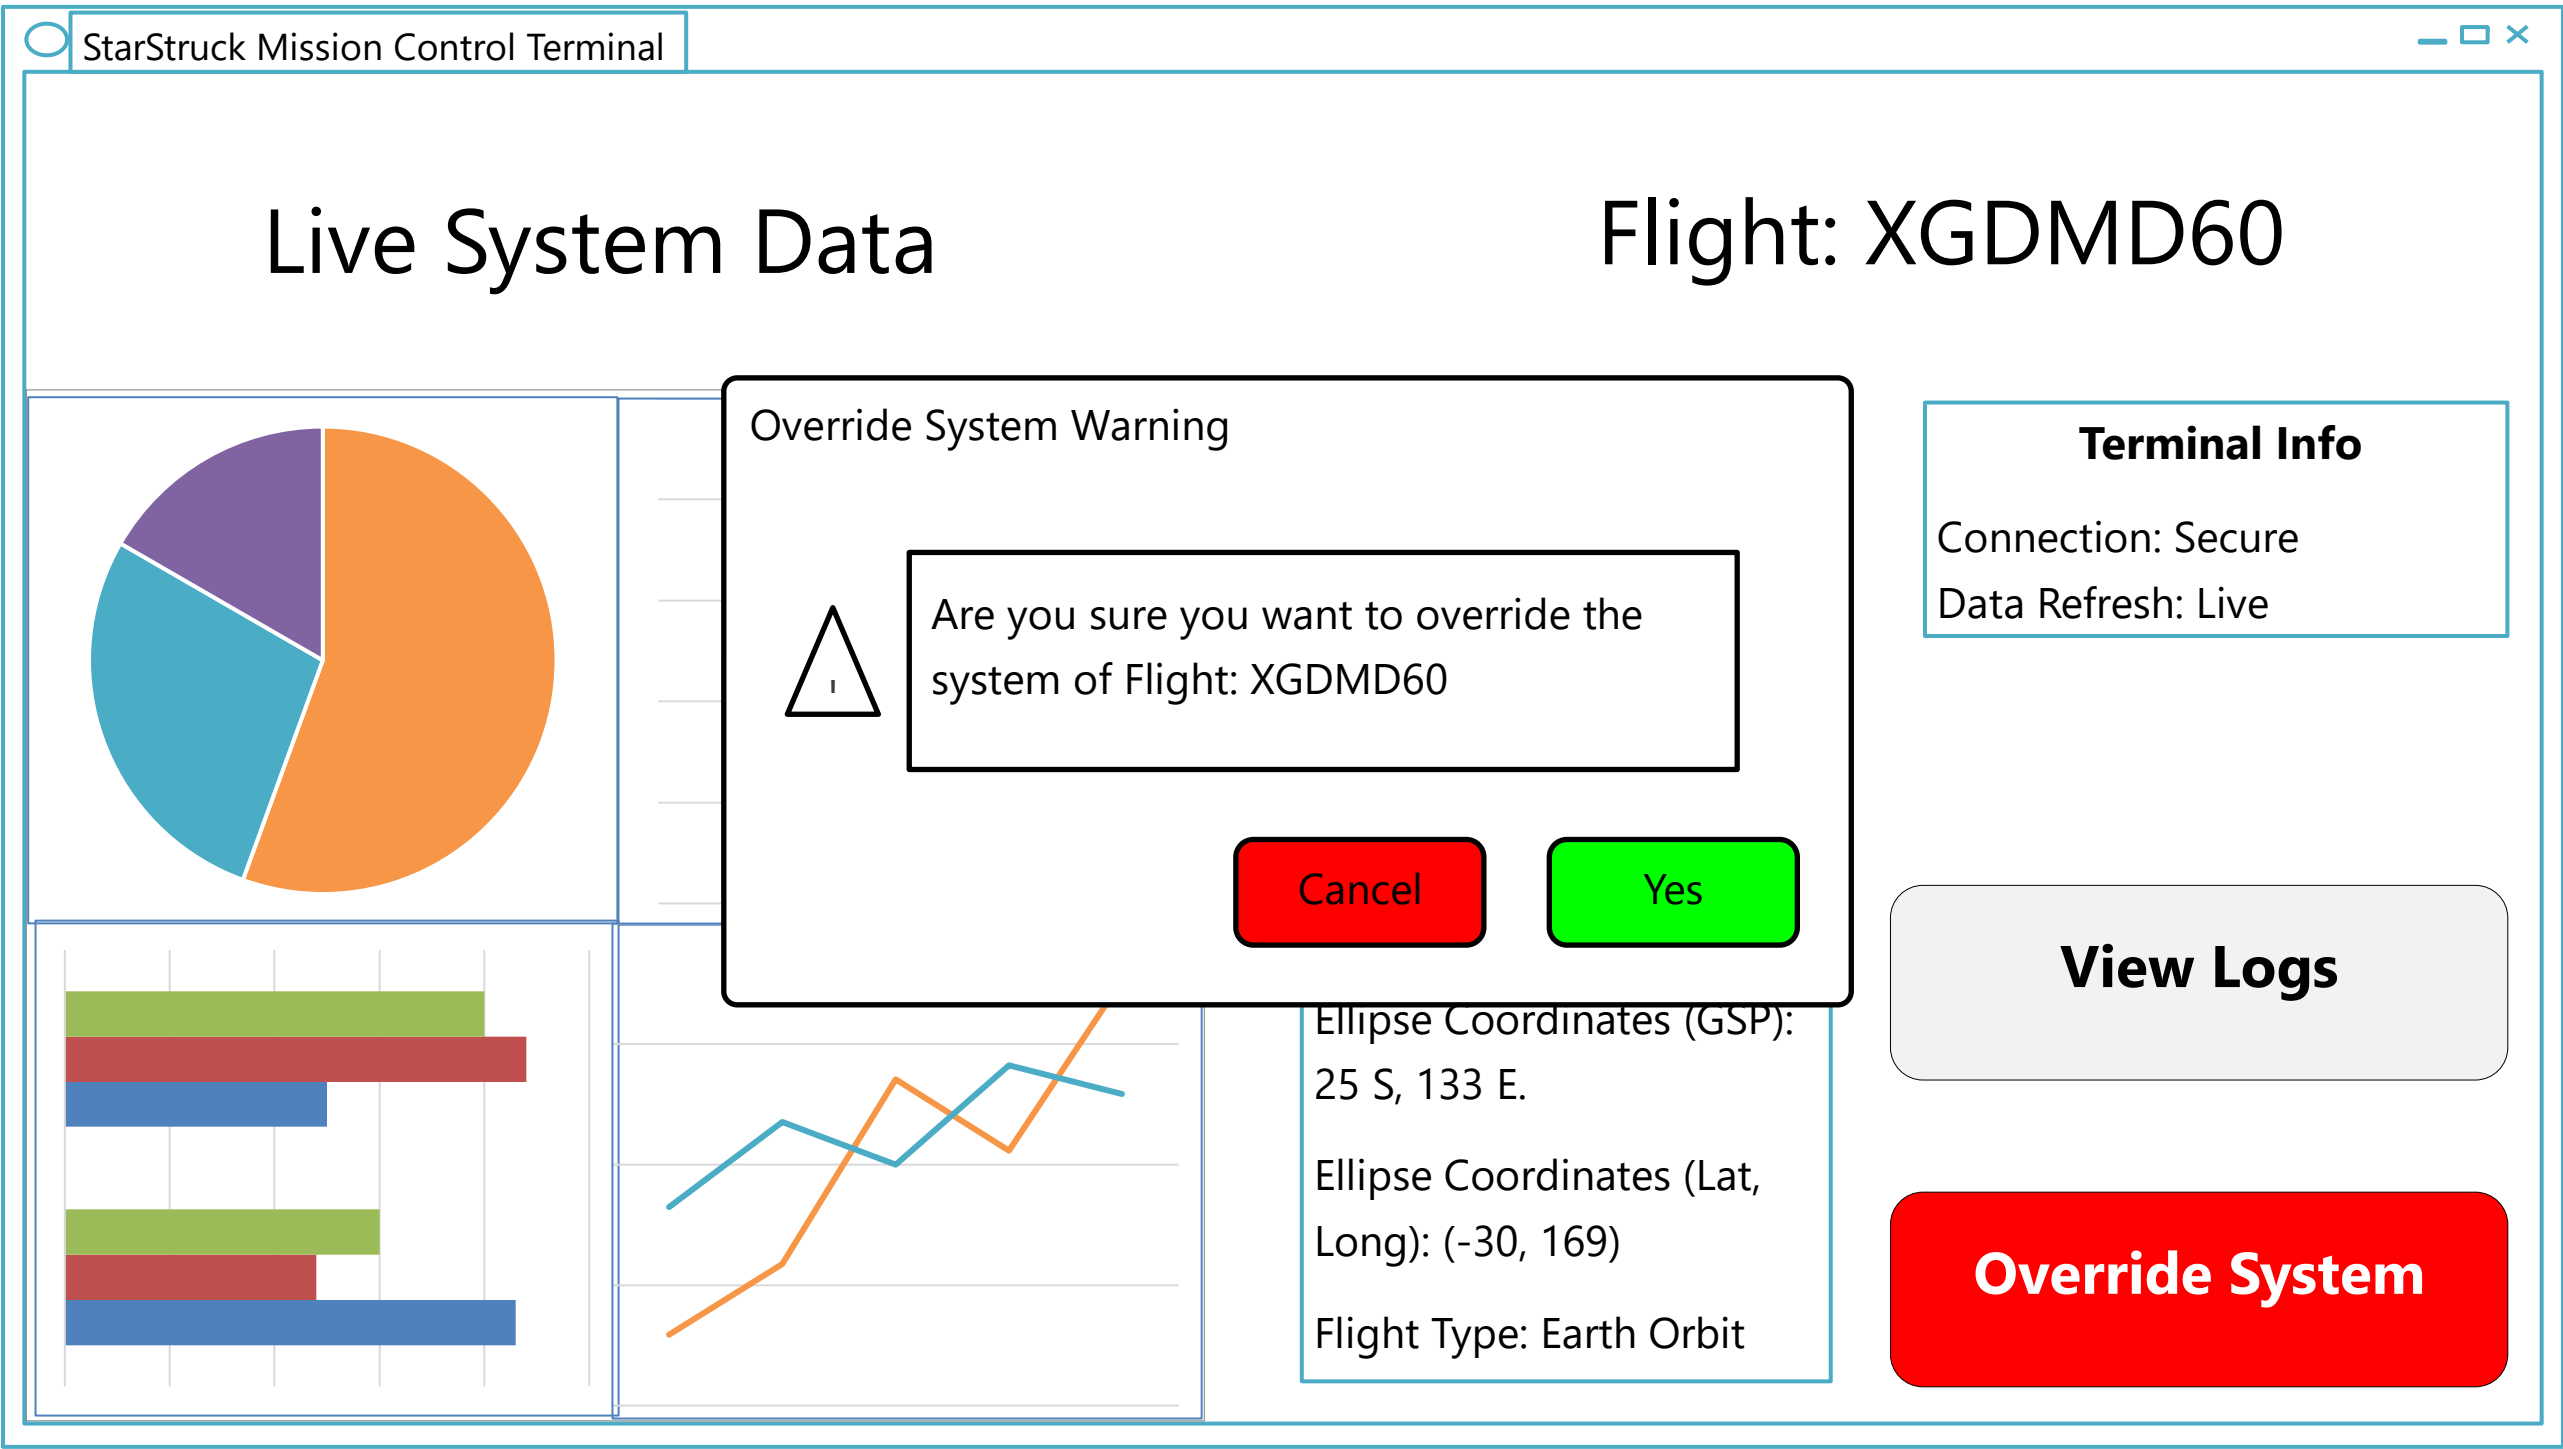 StarStruck Mission Control Terminal
Live System Data
Flight: XGDMD60
Override System Warning
Are you sure you want to override the
system of Flight: XGDMD60
Cancel
Yes
Terminal Info
Connection: Secure
Data Refresh: Live
View Logs
Ellipse Coordinates (GSP):
25 S, 133 E.
Ellipse Coordinates (Lat,
Long): (-30, 169)
Flight Type: Earth Orbit
Override System